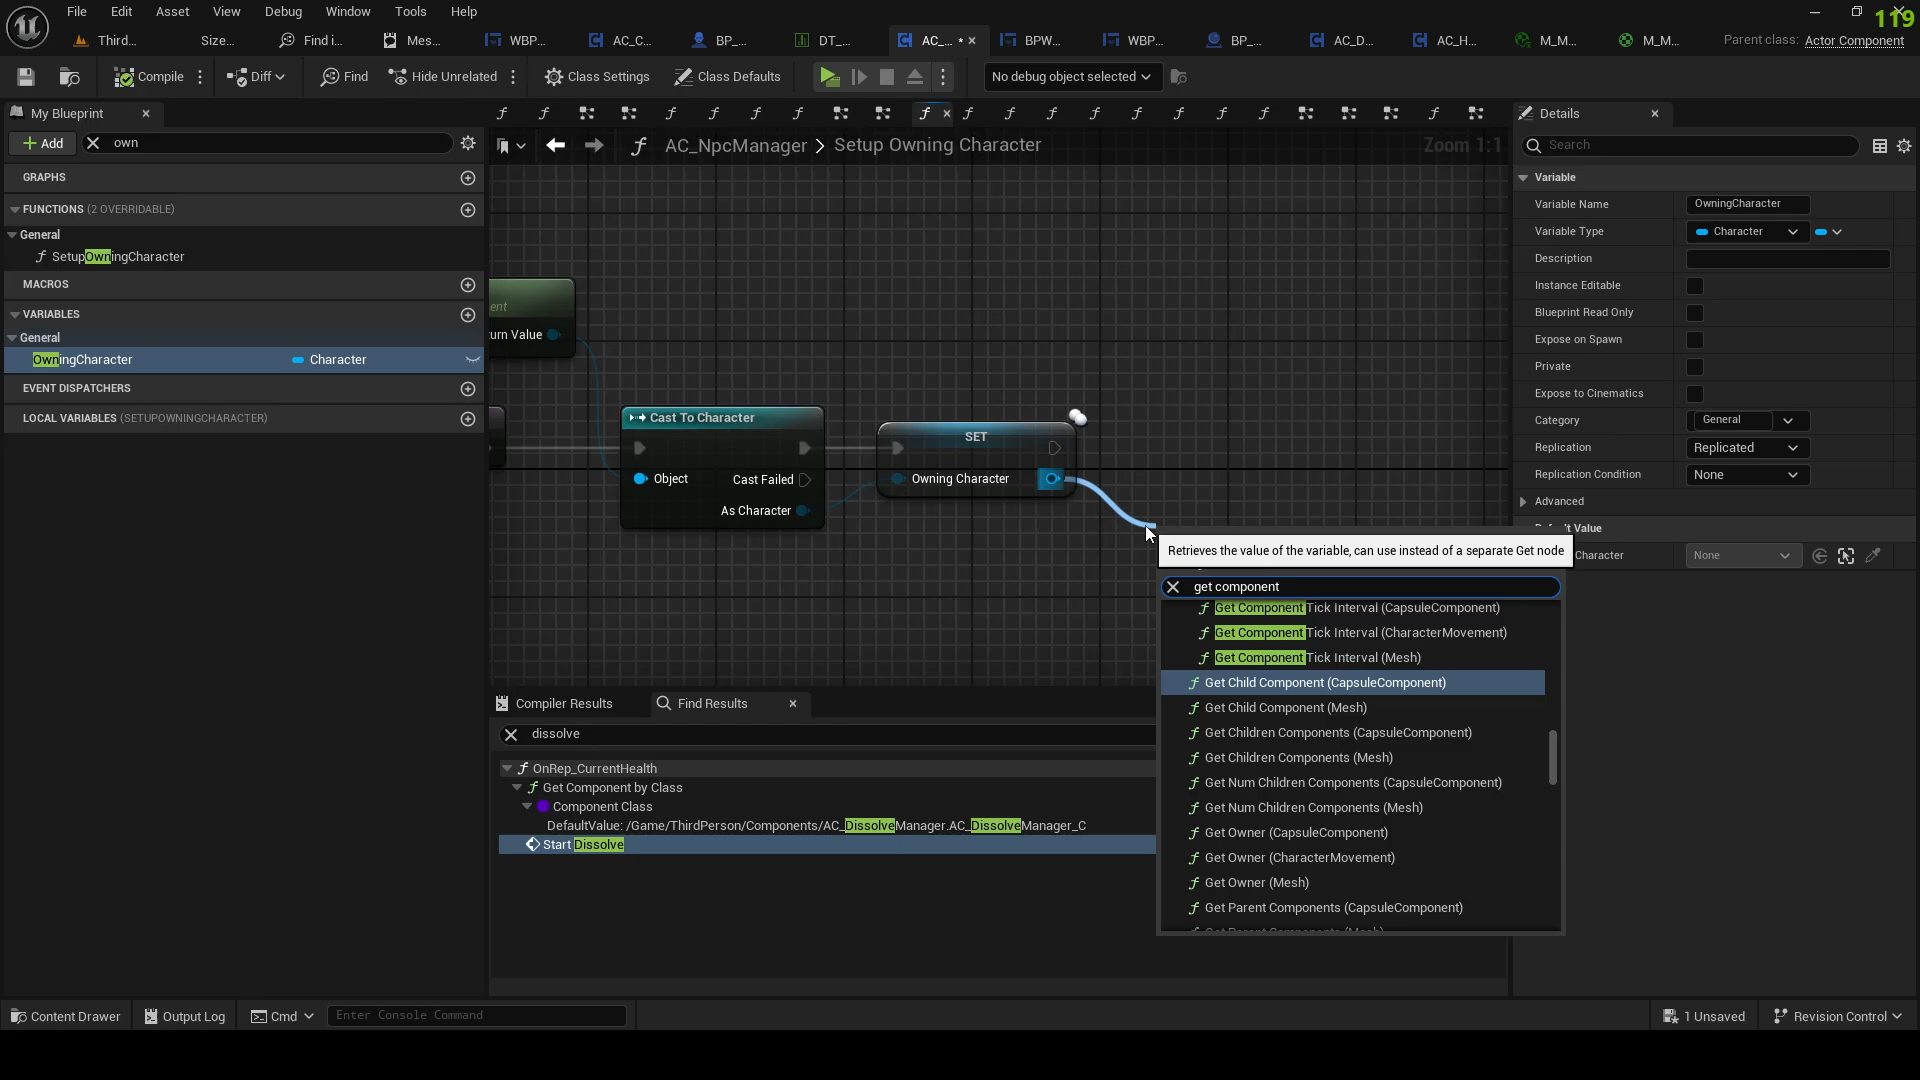 File Edit Asset View Debug Window Tools Help
119
Third... Size... Find i... Mes... WBP... AC_C... BP_... DT_... AC_... * BPW... WBP... BP_... AC_D... AC_H... M_M... M_M... Parent class: Actor Component
Compile Diff Find Hide Unrelated Class Settings Class Defaults No debug object selected
My Blueprint
Details
Add own
AC_NpcManager > Setup Owning Character Zoom 1:1
Search
GRAPHS
Variable
FUNCTIONS (2 OVERRIDABLE)
General
SetupOwningCharacter
MACROS
VARIABLES
General
OwningCharacter Character
EVENT DISPATCHERS
LOCAL VARIABLES (SETUPOWNINGCHARACTER)
ent
urn Value
Cast To Character
Object
Cast Failed
As Character
SET
Owning Character
Variable Name OwningCharacter
Variable Type Character
Description
Instance Editable
Blueprint Read Only
Expose on Spawn
Private
Expose to Cinematics
Category General
Replication Replicated
Replication Condition None
Advanced
t Value
Character None
Retrieves the value of the variable, can use instead of a separate Get node
get component
Get Component Tick Interval (CapsuleComponent)
Get Component Tick Interval (CharacterMovement)
Get Component Tick Interval (Mesh)
Get Child Component (CapsuleComponent)
Get Child Component (Mesh)
Get Children Components (CapsuleComponent)
Get Children Components (Mesh)
Get Num Children Components (CapsuleComponent)
Get Num Children Components (Mesh)
Get Owner (CapsuleComponent)
Get Owner (CharacterMovement)
Get Owner (Mesh)
Get Parent Components (CapsuleComponent)
Get Parent Components (Mesh)
Compiler Results Find Results
dissolve
OnRep_CurrentHealth
Get Component by Class
Component Class
DefaultValue: /Game/ThirdPerson/Components/AC_DissolveManager.AC_DissolveManager_C
Start Dissolve
Content Drawer Output Log Cmd Enter Console Command 1 Unsaved Revision Control